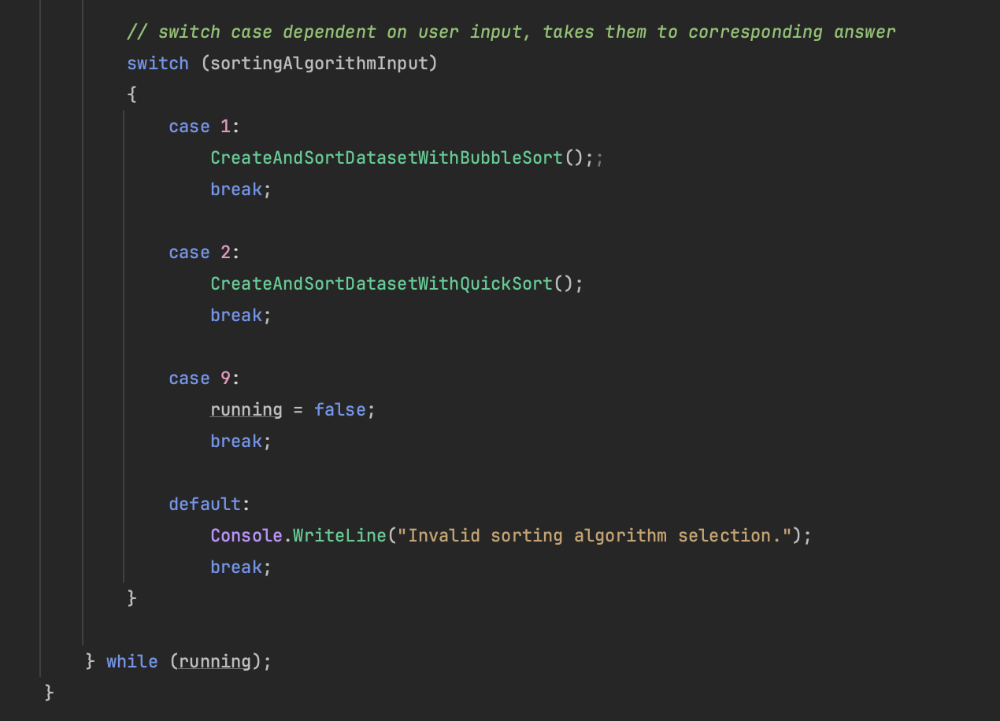 // switch case dependent on user input, takes them to corresponding answer
switch (sortingAlgorithmInput)
{
case 1:
CreateAndSortDatasetWithBubbleSort();;
break;
case 2:
CreateAndSortDatasetWithQuickSort();
break;
case 9:
running = false;
break;
default:
Console.WriteLine("Invalid sorting algorithm selection.");
break;
}
} while (running);
}